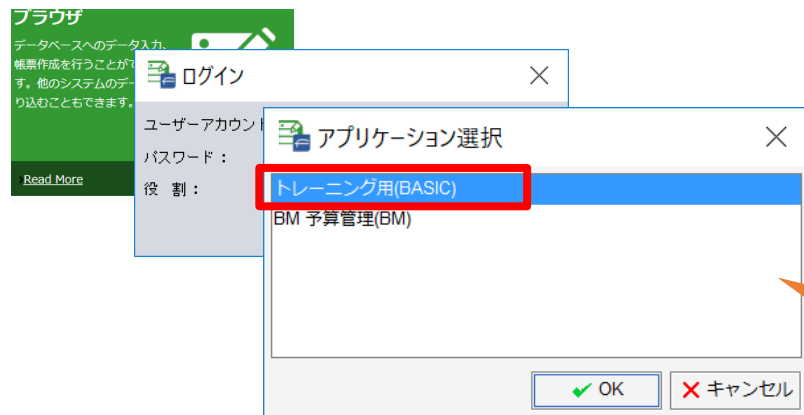 ブラウザ
データベースへのデータ入力、
帳票作成を行うことがで
す。他のシステムのデー
り込むこともできます。
Read More
ログイン
ユーザーアカウント
パスワード：
役 割：
アプリケーション選択
トレーニング用(BASIC)
BM 予算管理(BM)
OK
キャンセル